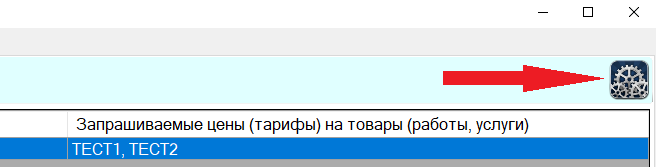 Запрашиваемые цены (тарифы) на товары (работы, услуги)
ТЕСТ1, ТЕСТ2